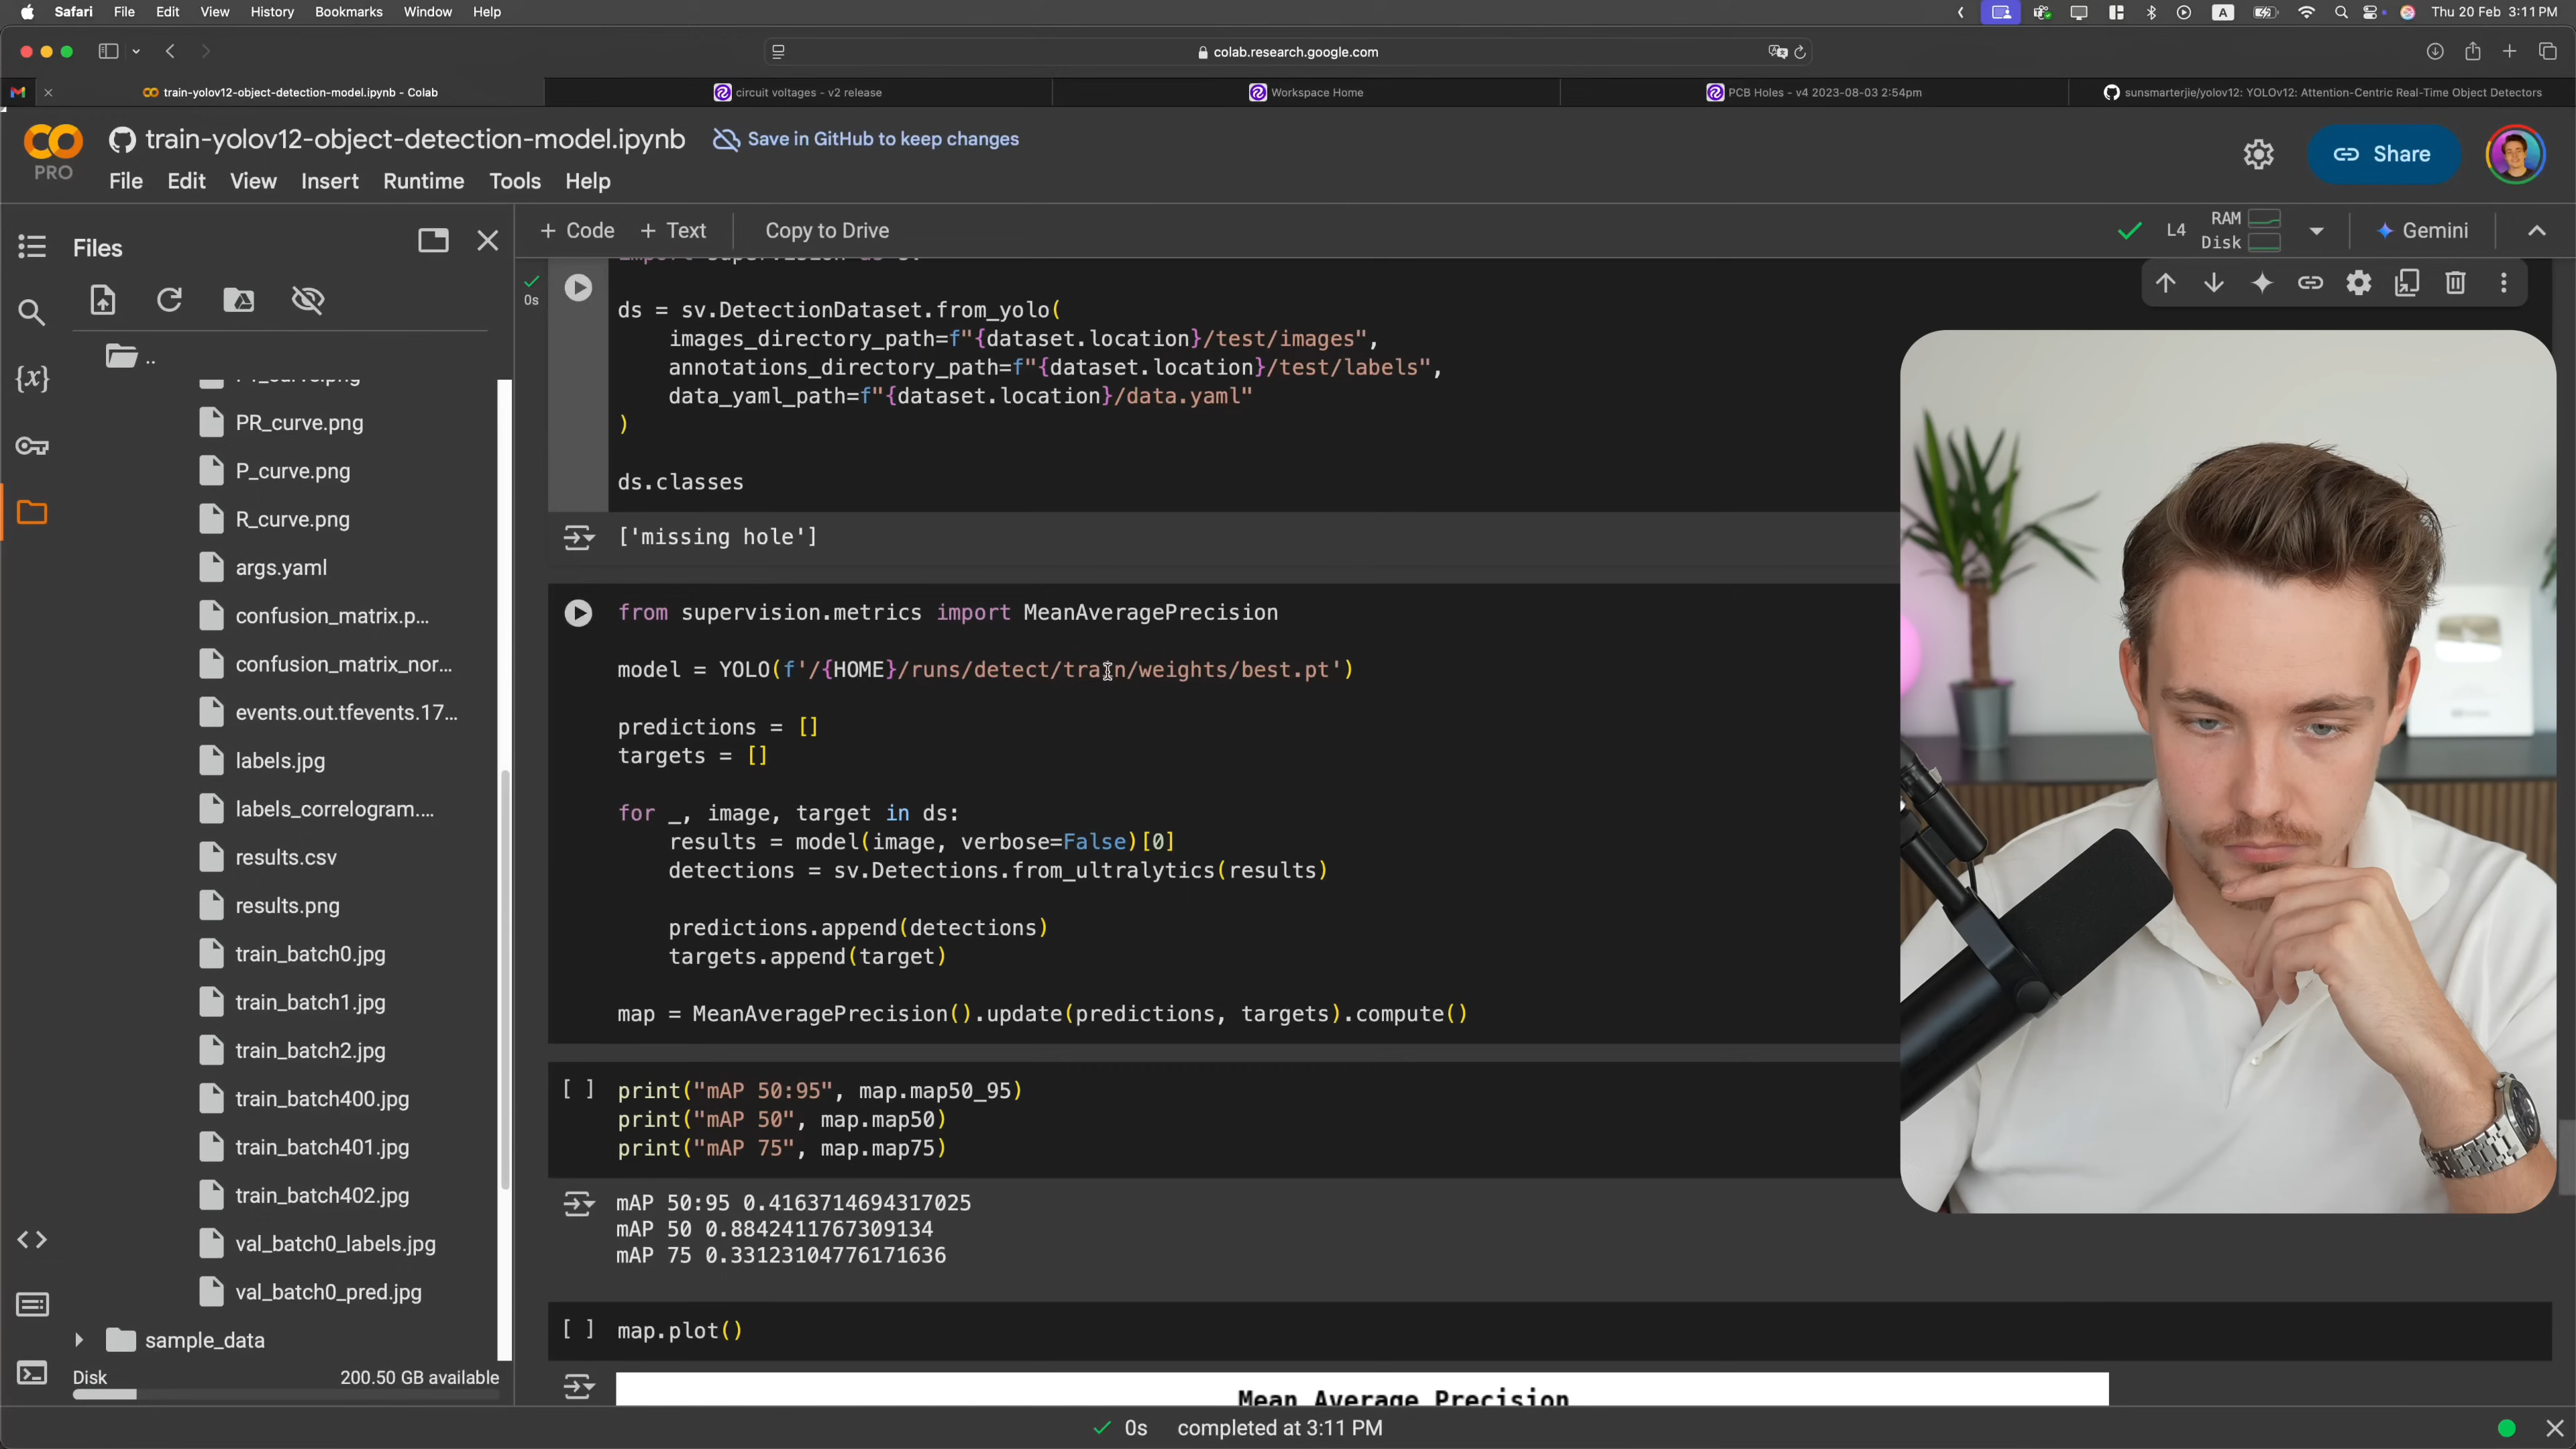 Safari File Edit View History Bookmarks Window Help
A
Thu 20 Feb 3:11 PM
colab.research.google.com
train-yolov12-object-detection-model.ipynb - Colab
circuit voltages - v2 release
Workspace Home
PCB Holes - v4 2023-08-03 2:54pm
sunsmarterjie/yolov12: YOLOv12: Attention-Centric Real-Time Object Detectors
CO
PRO
train-yolov12-object-detection-model.ipynb
Save in GitHub to keep changes
File Edit View Insert Runtime Tools Help
Share
Files
+ Code + Text Copy to Drive
L4
RAM
Disk
Gemini
..
PR_curve.png
P_curve.png
R_curve.png
args.yaml
confusion_matrix.p...
confusion_matrix_nor...
events.out.tfevents.17...
labels.jpg
labels_correlogram....
results.csv
results.png
train_batch0.jpg
train_batch1.jpg
train_batch2.jpg
train_batch400.jpg
train_batch401.jpg
train_batch402.jpg
val_batch0_labels.jpg
val_batch0_pred.jpg
sample_data
Disk 200.50 GB available
{x}
<>
0s
import supervision as
ds = sv.DetectionDataset.from_yolo(
images_directory_path=f"{dataset.location}/test/images",
annotations_directory_path=f"{dataset.location}/test/labels",
data_yaml_path=f"{dataset.location}/data.yaml"
)
ds.classes
['missing hole']
from supervision.metrics import MeanAveragePrecision
model = YOLO(f'/{HOME}/runs/detect/train/weights/best.pt')
predictions = []
targets = []
for _, image, target in ds:
results = model(image, verbose=False)[0]
detections = sv.Detections.from_ultralytics(results)
predictions.append(detections)
targets.append(target)
map = MeanAveragePrecision().update(predictions, targets).compute()
[ ] print("mAP 50:95", map.map50_95)
print("mAP 50", map.map50)
print("mAP 75", map.map75)
mAP 50:95 0.4163714694317025
mAP 50 0.8842411767309134
mAP 75 0.33123104776171636
[ ] map.plot()
Mean Average Precision
0s completed at 3:11 PM